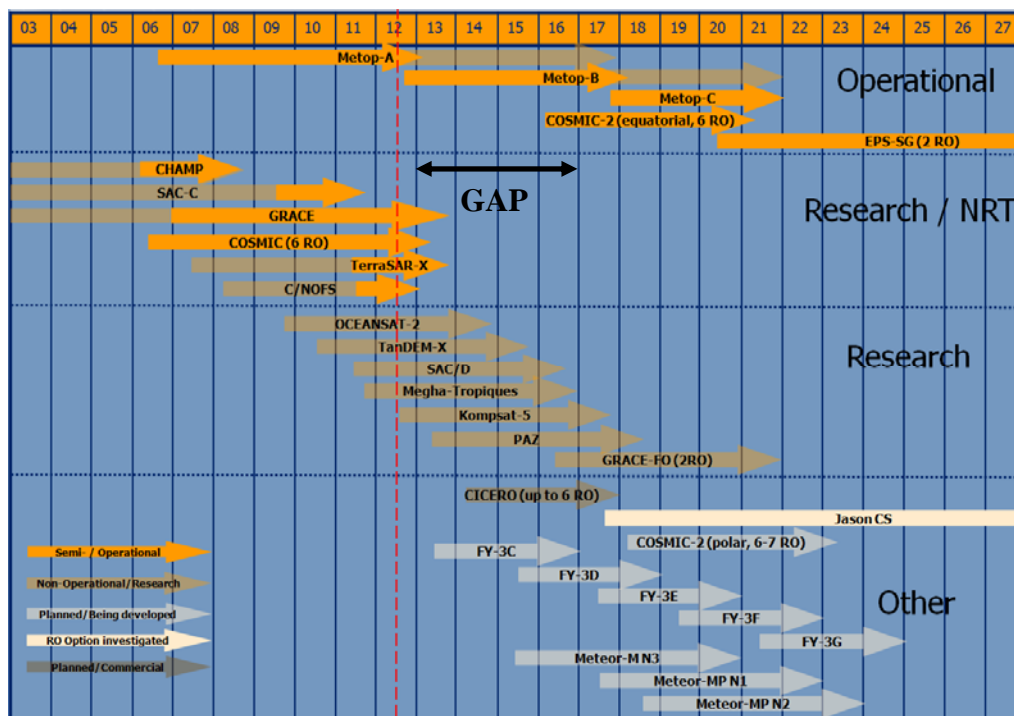 03 04 05 06 07 08 09 10 11 12 13 14 15 16 17 18 19 20 21 22 23 24 25 26 27
Metop-A
Metop-B
Operational
Metop-C
COSMIC-2 (equatorial, 6 RO)
EPS-SG (2 RO)
CHAMP
SAC-C
GAP
GRACE
Research / NRT
COSMIC (6 RO)
TerraSAR-X
C/NOFS
OCEANSAT-2
TanDEM-X
Research
SAC/D
Megha-Tropiques
Kompsat-5
PAZ
GRACE-FO (2RO)
CICERO (up to 6 RO)
Jason CS
COSMIC-2 (polar, 6-7 RO)
Semi- / Operational
FY-3C
Non-Operational/Research
FY-3D
FY-3E
Other
Planned/Being developed
FY-3F
RO Option investigated
FY-3G
Planned/Commercial
Meteor-M N3
Meteor-MP N1
Meteor-MP N2